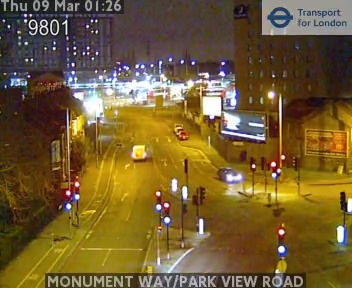 Thu 09 Mar 01:26
9801
Transport
for London
MONUMENT WAY/PARK VIEW ROAD